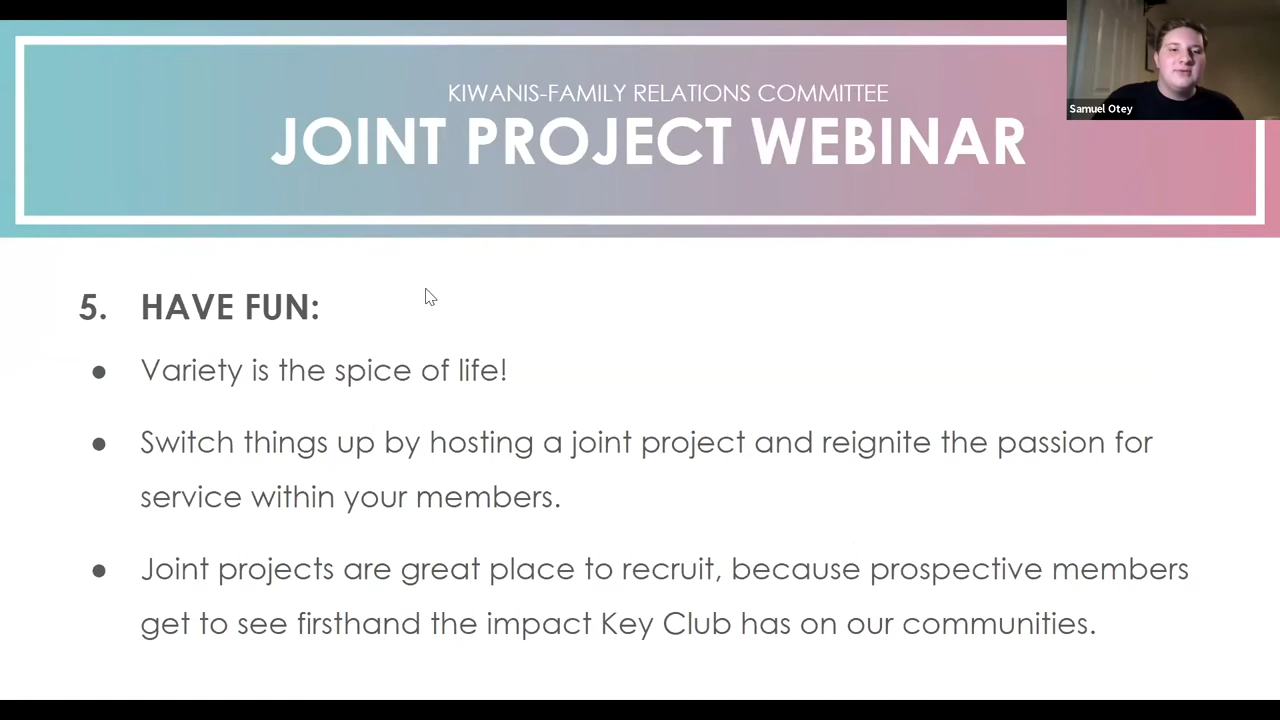 KIWANIS-FAMILY RELATIONS COMMITTEE
JOINT PROJECT WEBINAR
Samuel Otey
5. HAVE FUN:
● Variety is the spice of life!
● Switch things up by hosting a joint project and reignite the passion for
service within your members.
● Joint projects are great place to recruit, because prospective members
get to see firsthand the impact Key Club has on our communities.